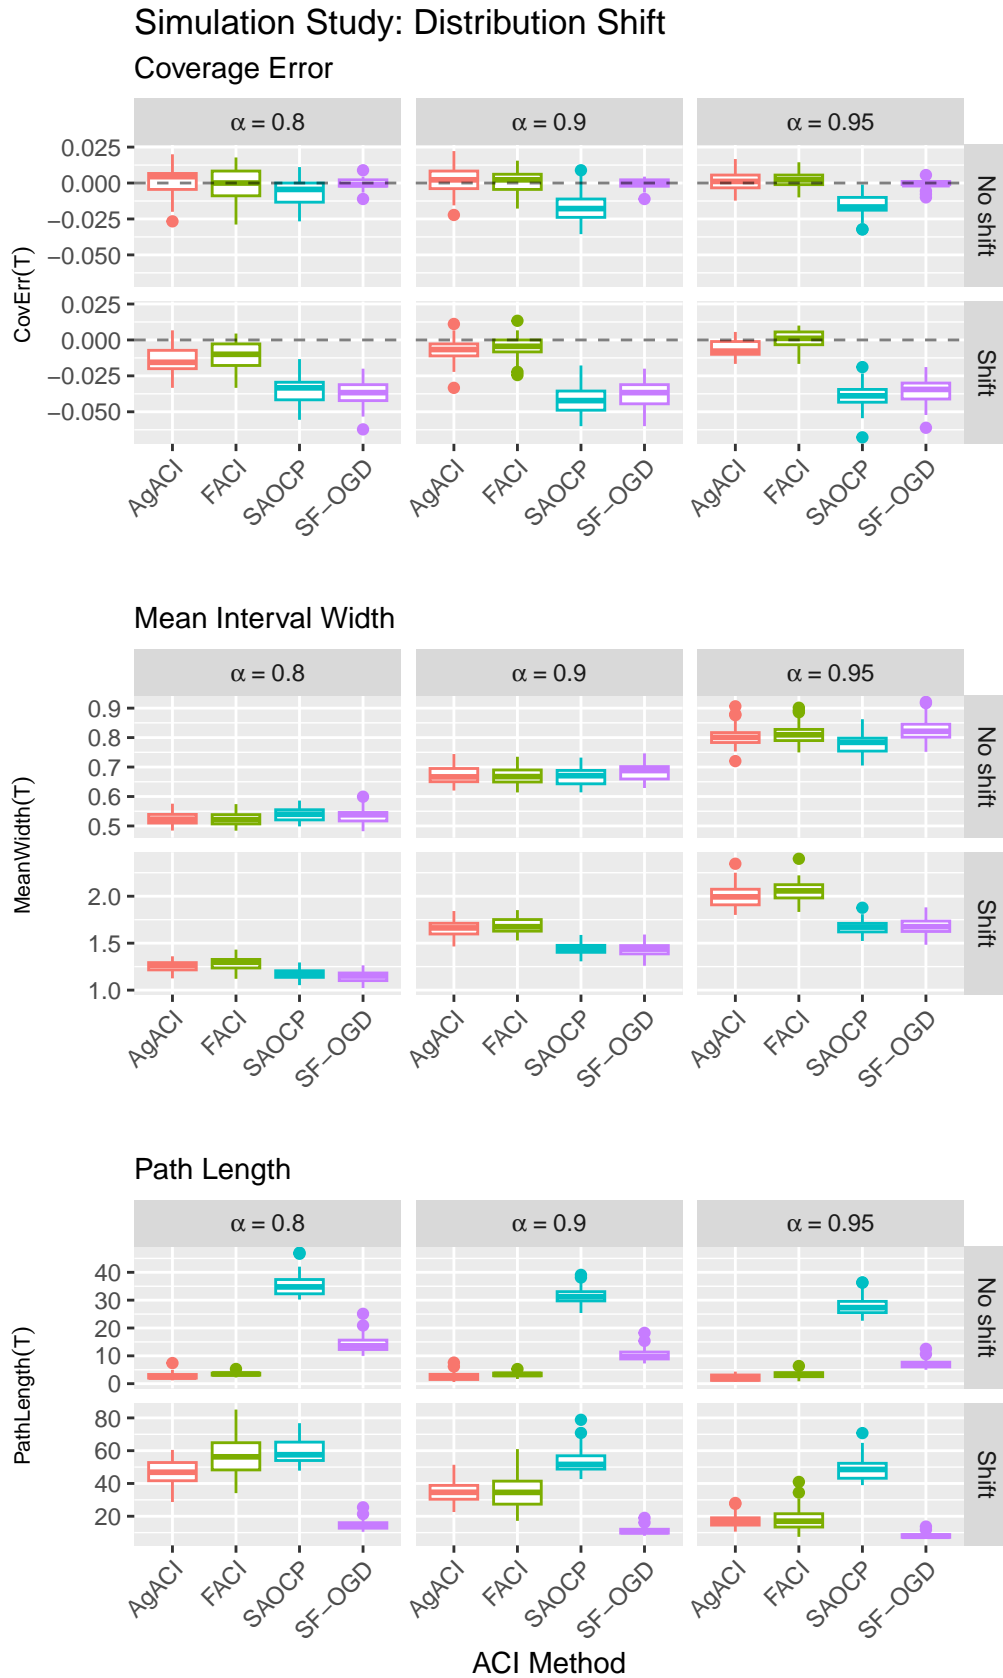 Simulation Study: Distribution Shift
Coverage Error
α = 0.8 α = 0.9 α = 0.95
CovErr(T)
0.025
0.000
−0.025
−0.050
No shift
0.025
0.000
−0.025
−0.050
Shift
AgACI FACI SAOCP SF−OGD AgACI FACI SAOCP SF−OGD AgACI FACI SAOCP SF−OGD
Mean Interval Width
α = 0.8 α = 0.9 α = 0.95
MeanWidth(T)
0.9
0.8
0.7
0.6
0.5
No shift
2.0
1.5
1.0
Shift
AgACI FACI SAOCP SF−OGD AgACI FACI SAOCP SF−OGD AgACI FACI SAOCP SF−OGD
Path Length
α = 0.8 α = 0.9 α = 0.95
PathLength(T)
40
30
20
10
0
No shift
80
60
40
20
Shift
AgACI FACI SAOCP SF−OGD AgACI FACI SAOCP SF−OGD AgACI FACI SAOCP SF−OGD
ACI Method